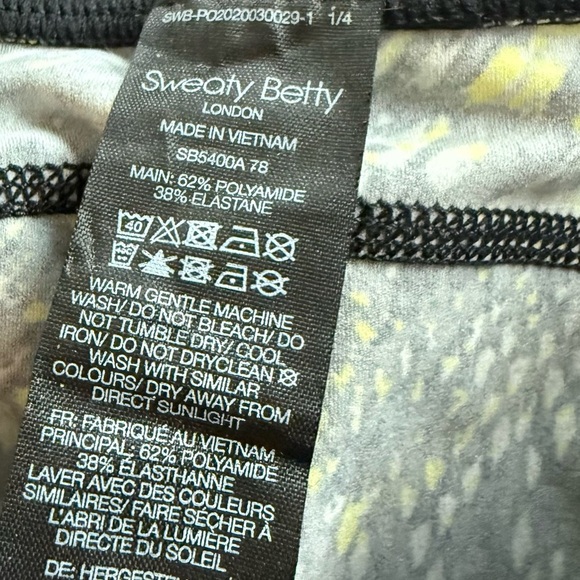 SWB-PO2020030029-1 1/4
Sweaty Betty
LONDON
MADE IN VIETNAM
SB5400A 78
MAIN: 62% POLYAMIDE
38% ELASTANE
40
WARM GENTLE MACHINE
WASH/ DO NOT BLEACH/ DO
NOT TUMBLE DRY/ COOL
IRON/ DO NOT DRYCLEAN
WASH WITH SIMILAR
COLOURS/ DRY AWAY FROM
DIRECT SUNLIGHT
FR: FABRIQUÉ AU VIETNAM
PRINCIPAL: 62% POLYAMIDE
38% ÉLASTHANNE
LAVER AVEC DES COULEURS
SIMILAIRES/ FAIRE SÉCHER À
L'ABRI DE LA LUMIÈRE
DIRECTE DU SOLEIL
DE: